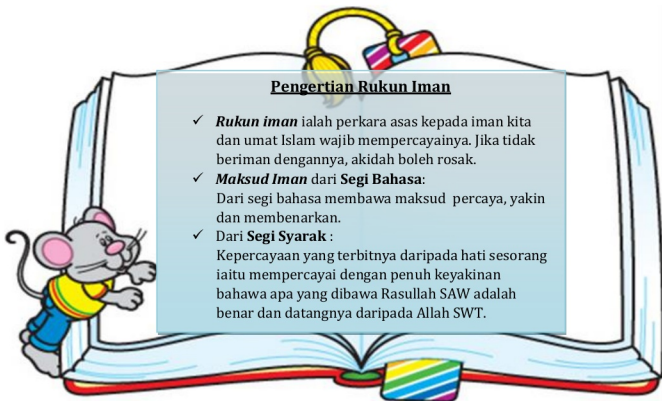 Pengertian Rukun Iman
✓ Rukun iman ialah perkara asas kepada iman kita
dan umat Islam wajib mempercayainya. Jika tidak
beriman dengannya, akidah boleh rosak.
✓ Maksud Iman dari Segi Bahasa:
Dari segi bahasa membawa maksud percaya, yakin
dan membenarkan.
✓ Dari Segi Syarak :
Kepercayaan yang terbitnya daripada hati sesorang
iaitu mempercayai dengan penuh keyakinan
bahawa apa yang dibawa Rasullah SAW adalah
benar dan datangnya daripada Allah SWT.